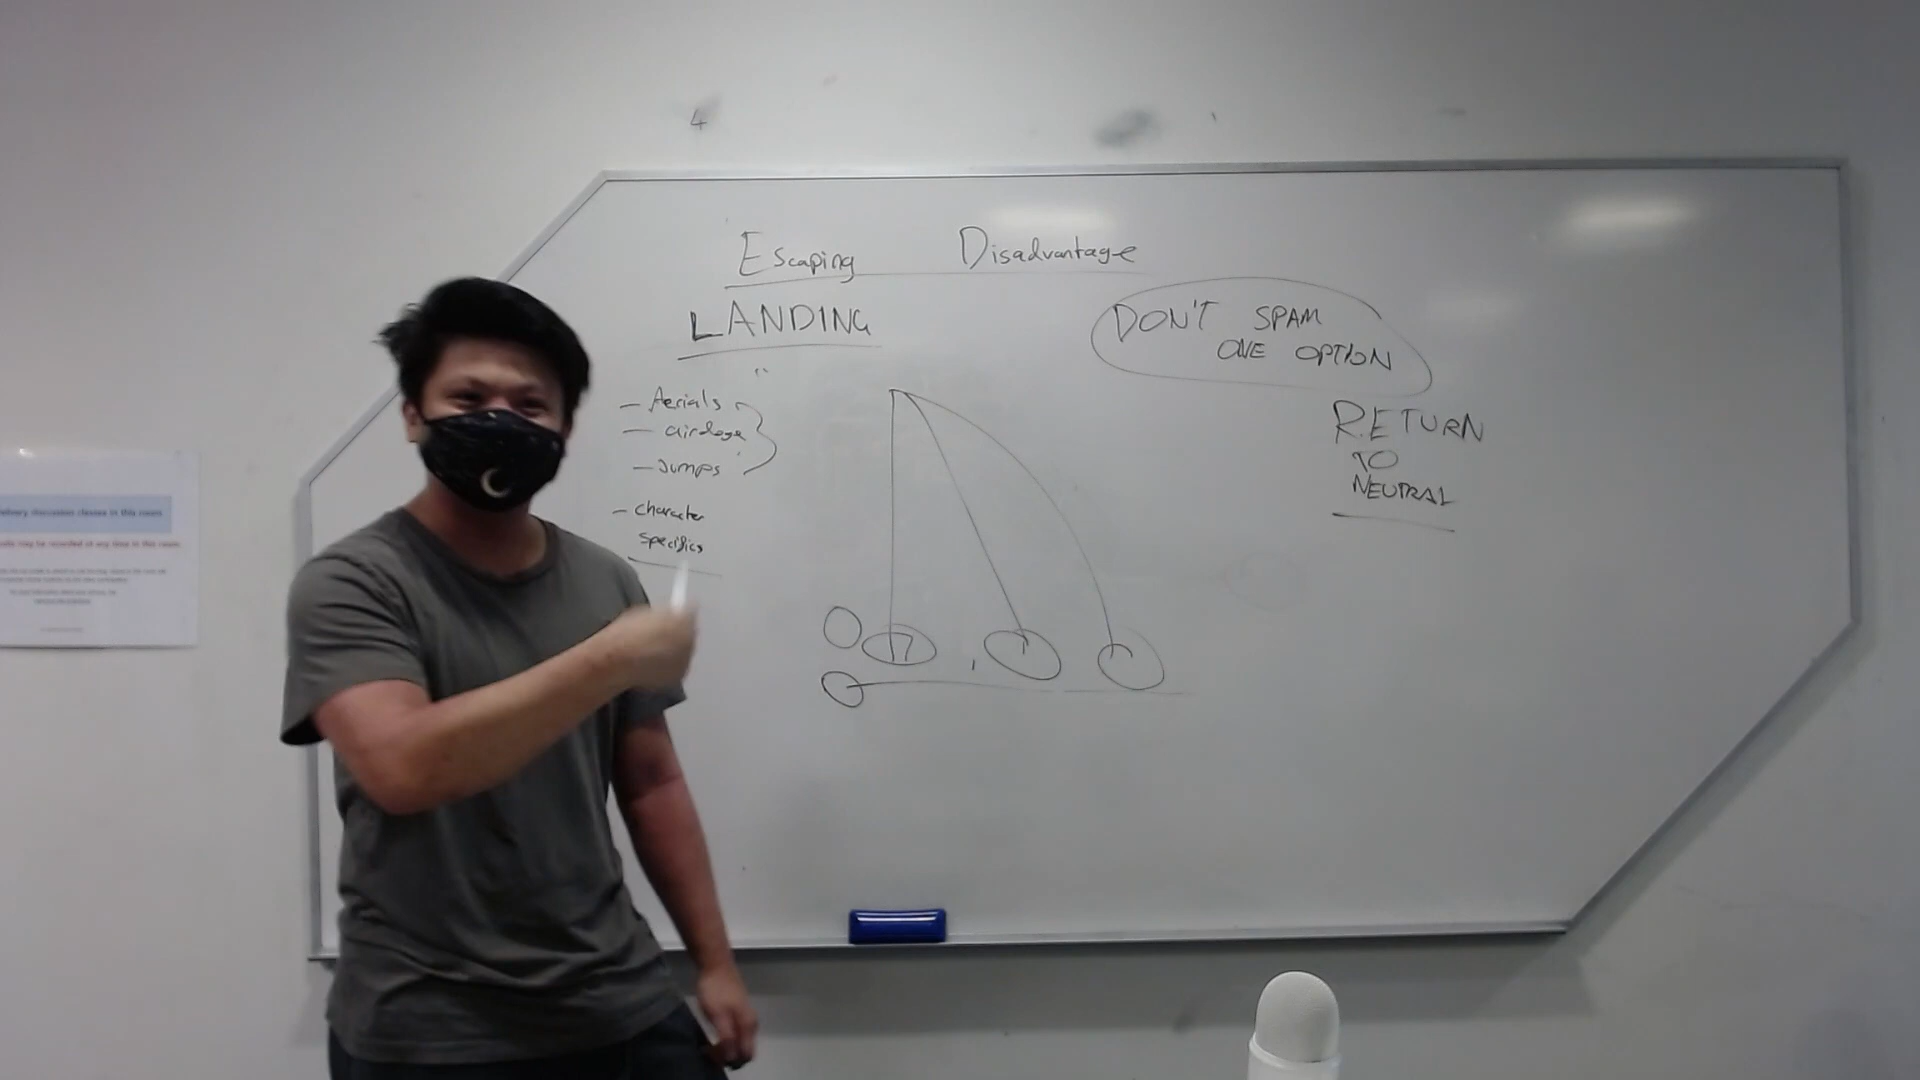 4
Escaping Disadvantage
LANDING
DON'T SPAM
ONE OPTION
- Aerials
- airdodge
- Jumps
- character
specifics
RETURN
TO
NEUTRAL